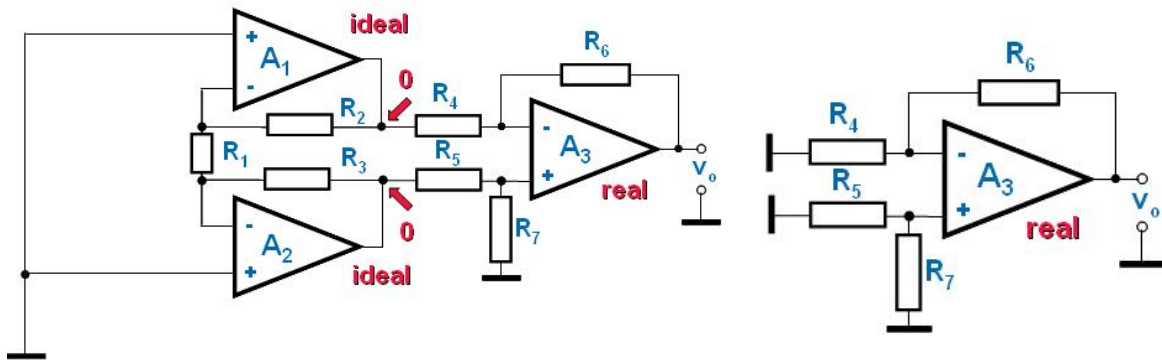 ideal
+
A1
-
R2
0
R4
R6
R1
R3
R5
-
A3
+
real
vo
-
A2
+
0
ideal
R7
R6
R4
R5
-
A3
+
real
vo
R7